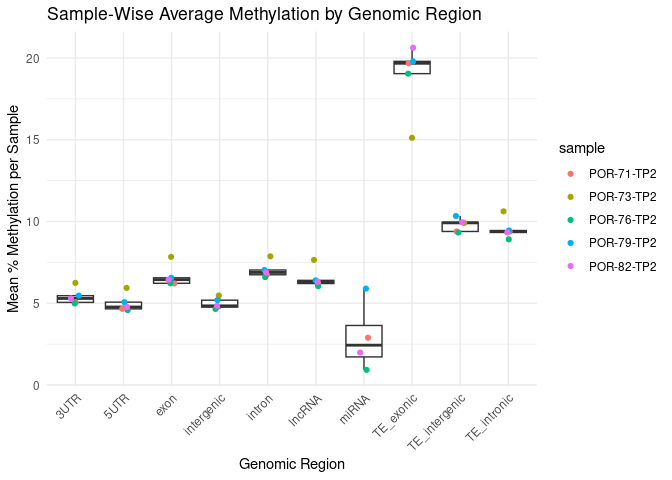 Sample-Wise Average Methylation by Genomic Region
Mean % Methylation per Sample
20
15
10
5
0
3UTR
5UTR
exon
intergenic
intron
lncRNA
miRNA
TE_exonic
TE_intergenic
TE_intronic
Genomic Region
sample
POR-71-TP2
POR-73-TP2
POR-76-TP2
POR-79-TP2
POR-82-TP2